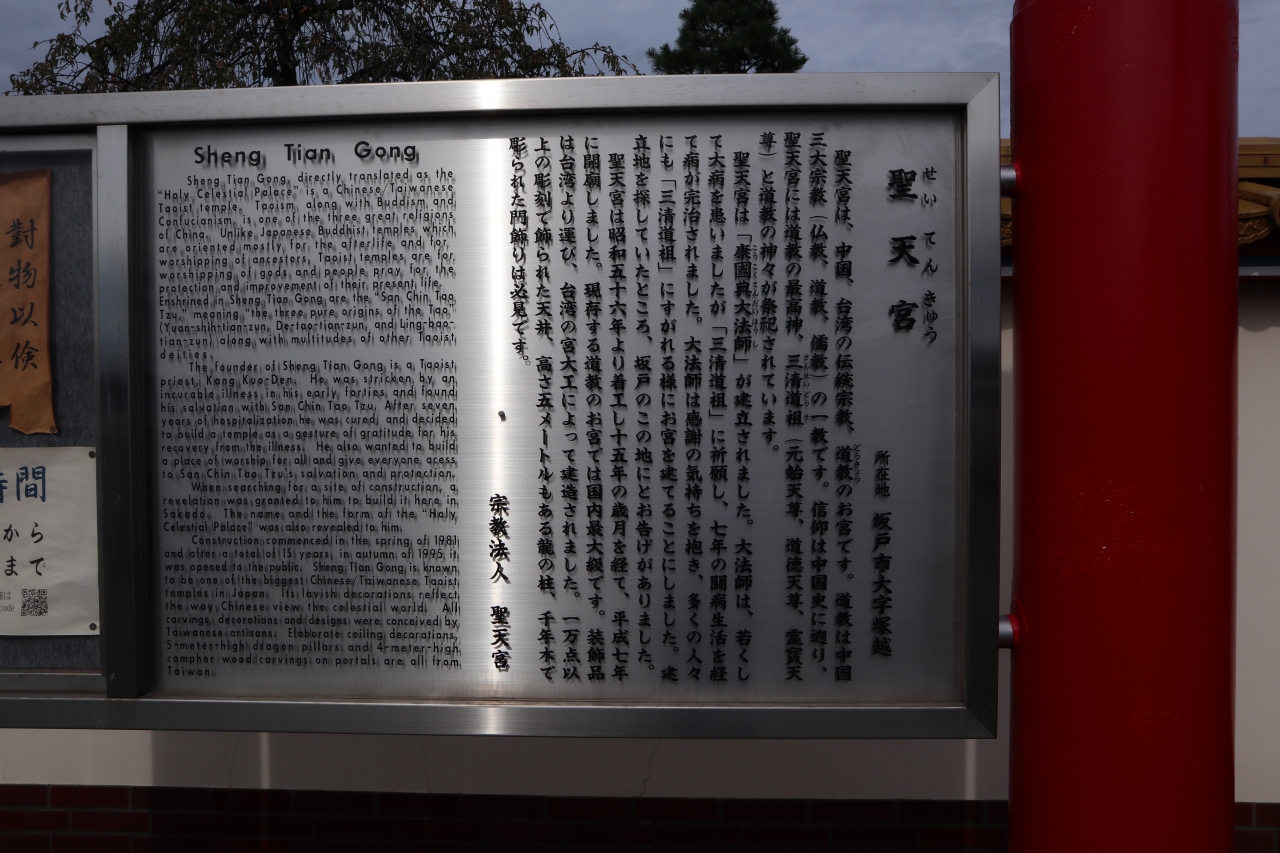 聖天宮
せい てん きゅう
所在地 坂戸市大字塚越
聖天宮は、中国、台湾の伝統宗教、道教のお宮です。道教は中国
どうきょう
三大宗教(仏教、道教、儒教)の一教です。信仰は中国史に遡り、
聖天宮には道教の最高神、三清道祖(元始天尊、道徳天尊、霊寶天
さんせいどうそ
尊)と道教の神々が祭祀されています。
聖天宮は「康國典大法師」が建立されました。大法師は、若くし
こうこくてんだいほうし
て大病を患いましたが「三清道祖」に祈願し、七年の闘病生活を経
て病が完治されました。大法師は感謝の気持ちを抱き、多くの人々
にも「三清道祖」にすがれる様にお宮を建てることにしました。建
立地を探していたところ、坂戸のこの地にとお告げがありました。
聖天宮は昭和五十六年より着工し十五年の歳月を経て、平成七年
に開廟しました。現存する道教のお宮では国内最大級です。装飾品
は台湾より運び、台湾の宮大工によって建造されました。一万点以
上の彫刻で飾られた天井、高さ五メートルもある龍の柱、千年木で
彫られた門飾りは必見です。
宗教法人 聖天宮
Sheng Tian Gong
Sheng Tian Gong, directly translated as the
"Holy Celestial Palace" is a Chinese/Taiwanese
Taoist temple. Taoism, along with Buddism and
Confucianism, is one of the three great religions
of China. Unlike Japanese Buddhist temples which
are oriented mostly for the afterlife and for
worshipping of ancestors, Taoist temples are for
worshipping of gods and people pray for the
protection and improvement of their present life.
Enshrined in Sheng Tian Gong are the "San Chin Tao
Tzu," meaning "the three pure origins of the Tao"
(Yuan-shih-tian-zun, De-tao-tian-zun, and Ling-bao-
tian-zun) along with multitudes of other Taoist
deities.
The founder of Sheng Tian Gong is a Taoist
priest, Kang Kuo-Den. He was stricken by an
incurable illness in his early forties and found
his salvation with San Chin Tao Tzu. After seven
years of hospitalization he was cured, and decided
to build a temple as a gesture of gratitude for his
recovery from the illness. He also wanted to build
a place of worship for all and give everyone acess
to San Chin Tao Tzu's salvation and protection.
When searching for a site of construction, a
revelation was granted to him to build it here in
Sakado. The name and the form of the "Holy
Celestial Palace" was also revealed to him.
Construction commenced in the spring of 1981
and after a total of 15 years, in autumn of 1995, it
was opened to the public. Sheng Tian Gong is known
to be one of the biggest Chinese/Taiwanese Taoist
temples in Japan. Its lavish decorations reflect
the way Chinese view the celestial world. All
carvings, decorations and designs were conceived by
Taiwanese artisans. Elaborate ceiling decorations,
5-meter-high dragon pillars and 4-meter-high
camphor wood carvings on portals are all from
Taiwan.
對物以儉
時間
から
まで